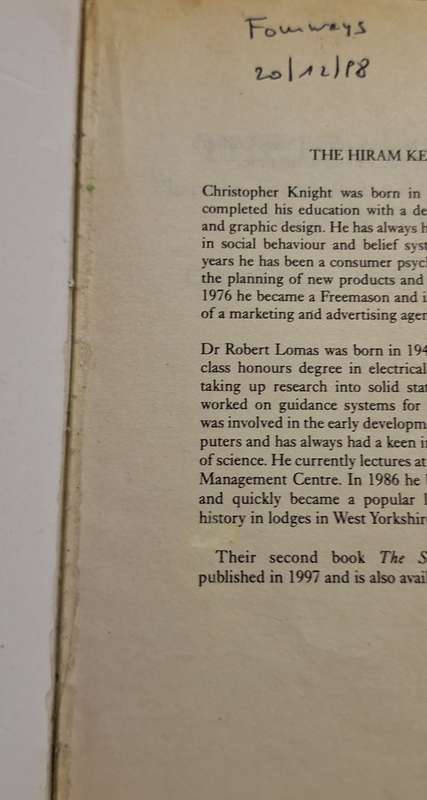 Fourways
20/12/98
THE HIRAM KE
Christopher Knight was born in
completed his education with a de
and graphic design. He has always h
in social behaviour and belief syst
years he has been a consumer psych
the planning of new products and
1976 he became a Freemason and i
of a marketing and advertising agen
Dr Robert Lomas was born in 194
class honours degree in electrical
taking up research into solid stat
worked on guidance systems for
was involved in the early developm
puters and has always had a keen in
of science. He currently lectures at
Management Centre. In 1986 he b
and quickly became a popular l
history in lodges in West Yorkshire
Their second book The S
published in 1997 and is also avail